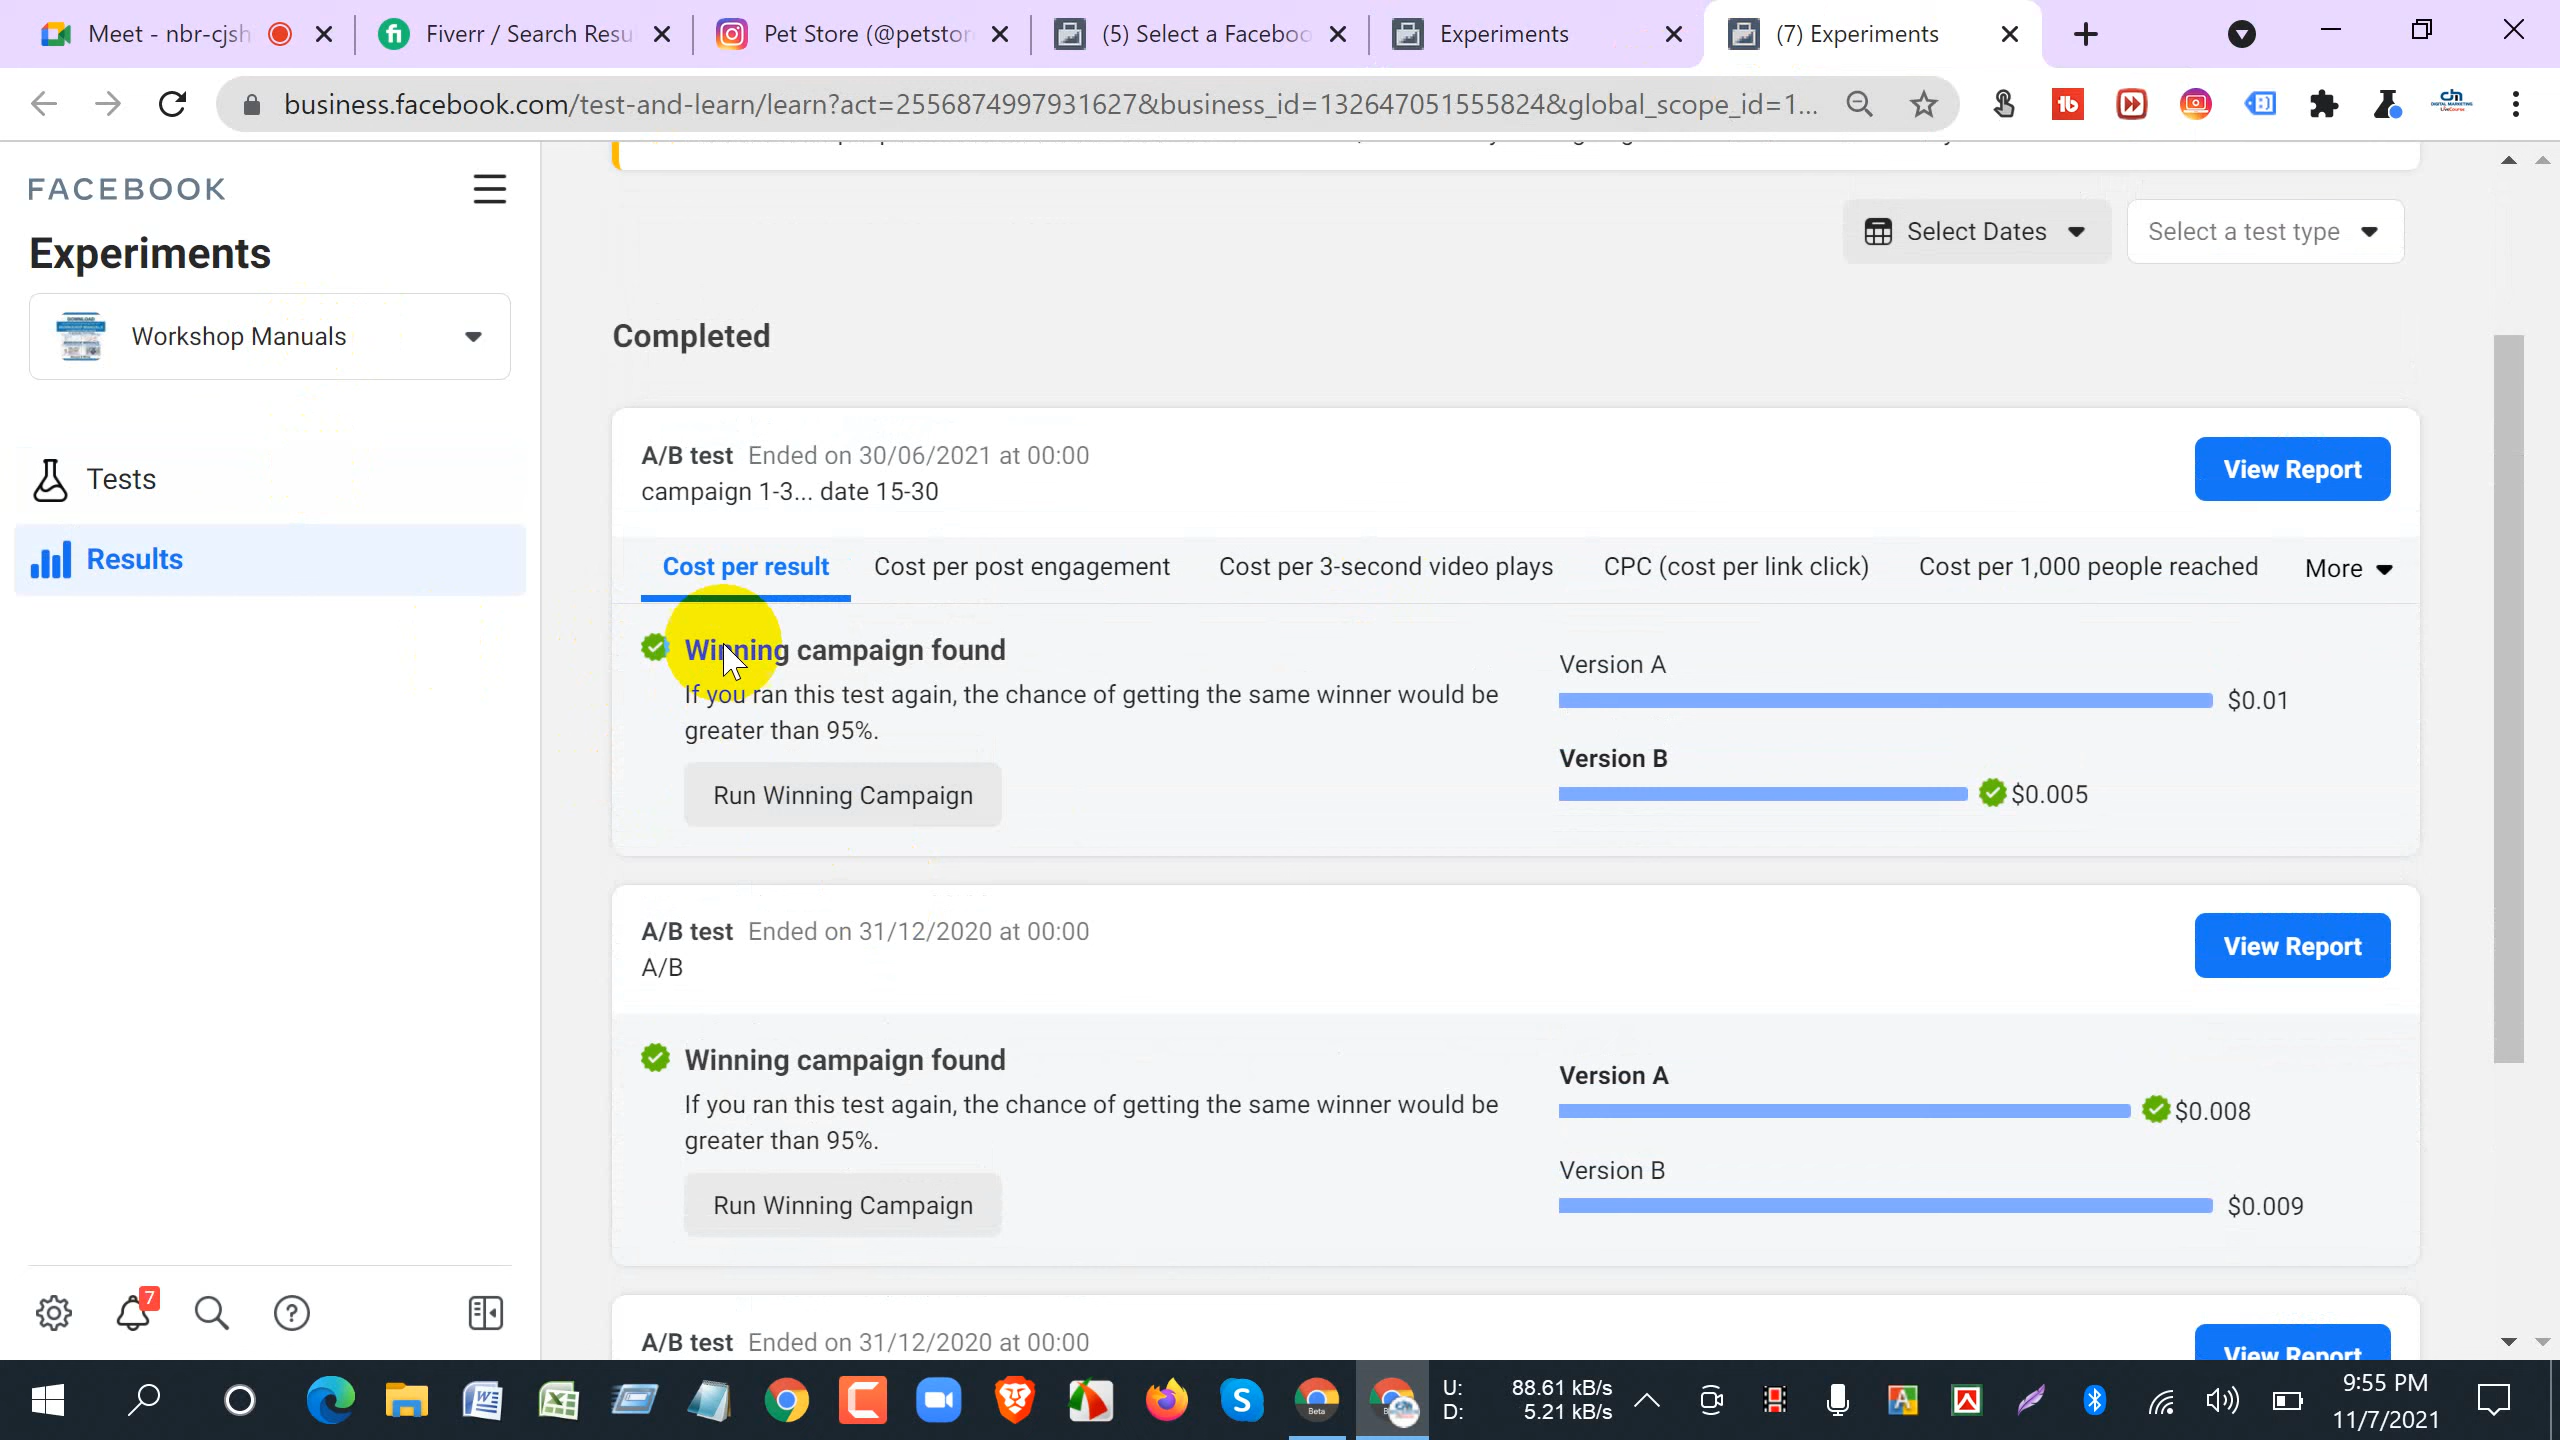 Meet - nbr-cjsh
Fiverr / Search Resu
Pet Store (@petstor
(5) Select a Faceboo
Experiments
(7) Experiments
business.facebook.com/test-and-learn/learn?act=2556874997931627&business_id=132647051555824&global_scope_id=1...
FACEBOOK
Experiments
Workshop Manuals
Tests
Results
7
Select Dates
Select a test type
Completed
A/B test Ended on 30/06/2021 at 00:00
campaign 1-3... date 15-30
View Report
Cost per result
Cost per post engagement
Cost per 3-second video plays
CPC (cost per link click)
Cost per 1,000 people reached
More
Winning campaign found
If you ran this test again, the chance of getting the same winner would be
greater than 95%.
Run Winning Campaign
Version A
$0.01
Version B
$0.005
A/B test Ended on 31/12/2020 at 00:00
A/B
View Report
Winning campaign found
If you ran this test again, the chance of getting the same winner would be
greater than 95%.
Run Winning Campaign
Version A
$0.008
Version B
$0.009
A/B test Ended on 31/12/2020 at 00:00
View Report
U: 88.61 kB/s
D: 5.21 kB/s
9:55 PM
11/7/2021